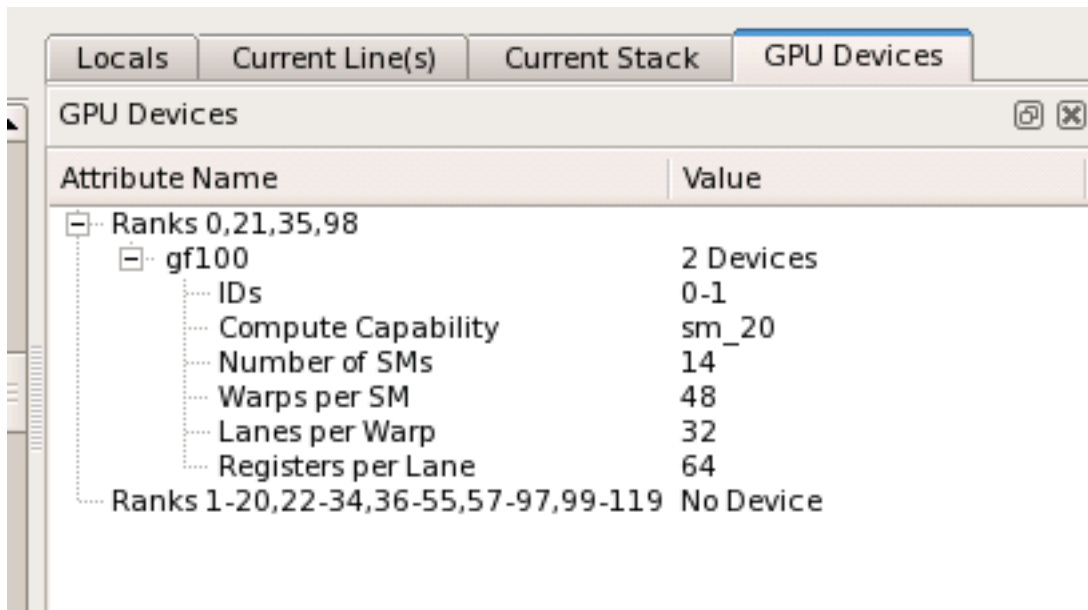 Locals Current Line(s) Current Stack GPU Devices
GPU Devices
Attribute Name Value
Ranks 0,21,35,98
gf100 2 Devices
IDs 0-1
Compute Capability sm_20
Number of SMs 14
Warps per SM 48
Lanes per Warp 32
Registers per Lane 64
Ranks 1-20,22-34,36-55,57-97,99-119 No Device